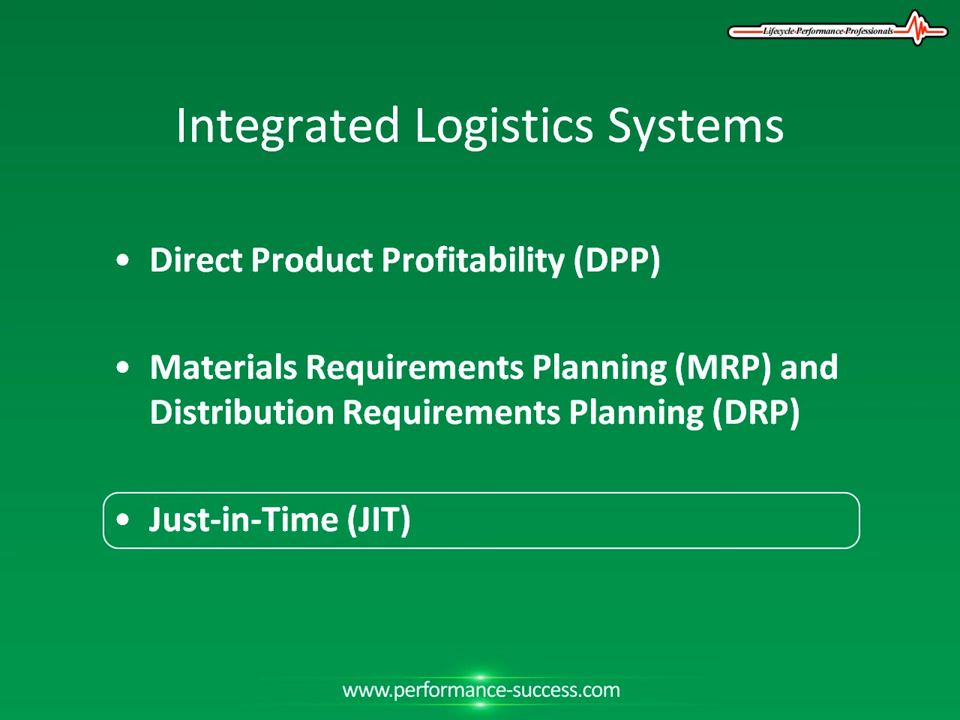 Lifecycle-Performance-Professionals
Integrated Logistics Systems
• Direct Product Profitability (DPP)
• Materials Requirements Planning (MRP) and
Distribution Requirements Planning (DRP)
• Just-in-Time (JIT)
www.performance-success.com